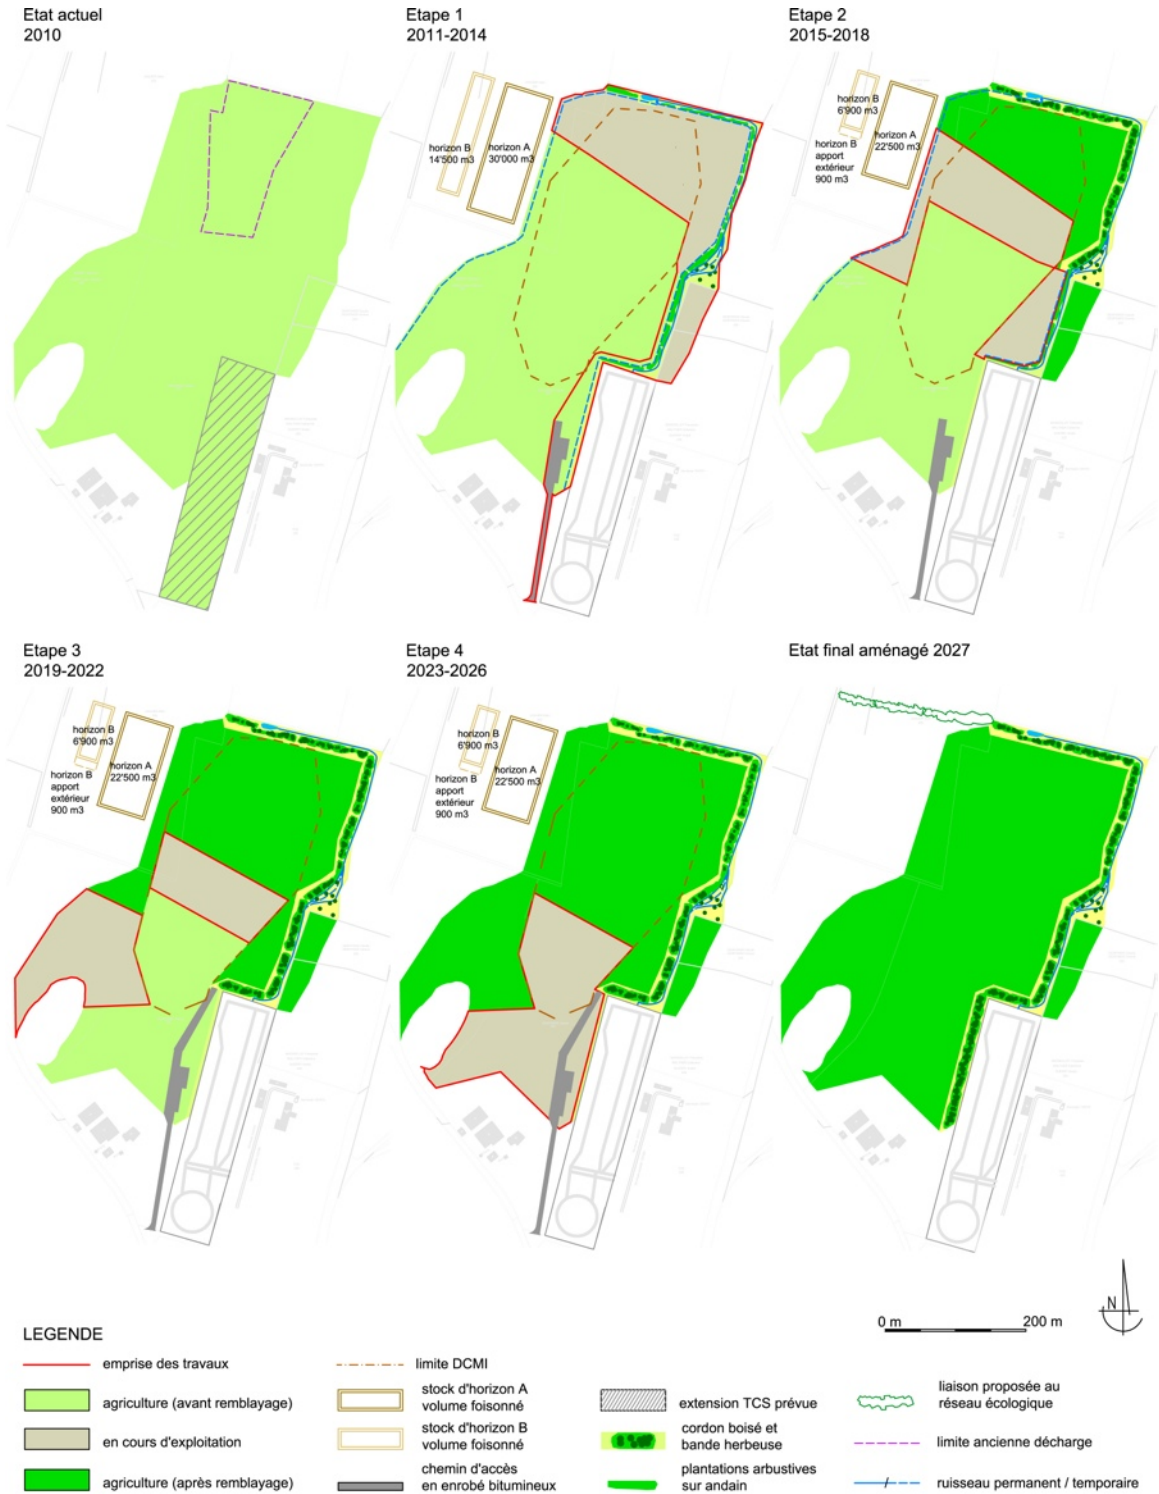 Etat actuel
2010
Etape 1
2011-2014
Etape 2
2015-2018
horizon B
14'500 m3
horizon A
30'000 m3
horizon B
6'900 m3
horizon B
apport
extérieur
900 m3
horizon A
22'500 m3
Etape 3
2019-2022
Etape 4
2023-2026
Etat final aménagé 2027
horizon B
6'900 m3
horizon B
apport
extérieur
900 m3
horizon A
22'500 m3
horizon B
6'900 m3
horizon B
apport
extérieur
900 m3
horizon A
22'500 m3
N
0 m
200 m
LEGENDE
emprise des travaux
agriculture (avant remblayage)
en cours d'exploitation
agriculture (après remblayage)
limite DCMI
stock d'horizon A
volume foisonné
stock d'horizon B
volume foisonné
chemin d'accès
en enrobé bitumineux
extension TCS prévue
cordon boisé et
bande herbeuse
plantations arbustives
sur andain
liaison proposée au
réseau écologique
limite ancienne décharge
ruisseau permanent / temporaire